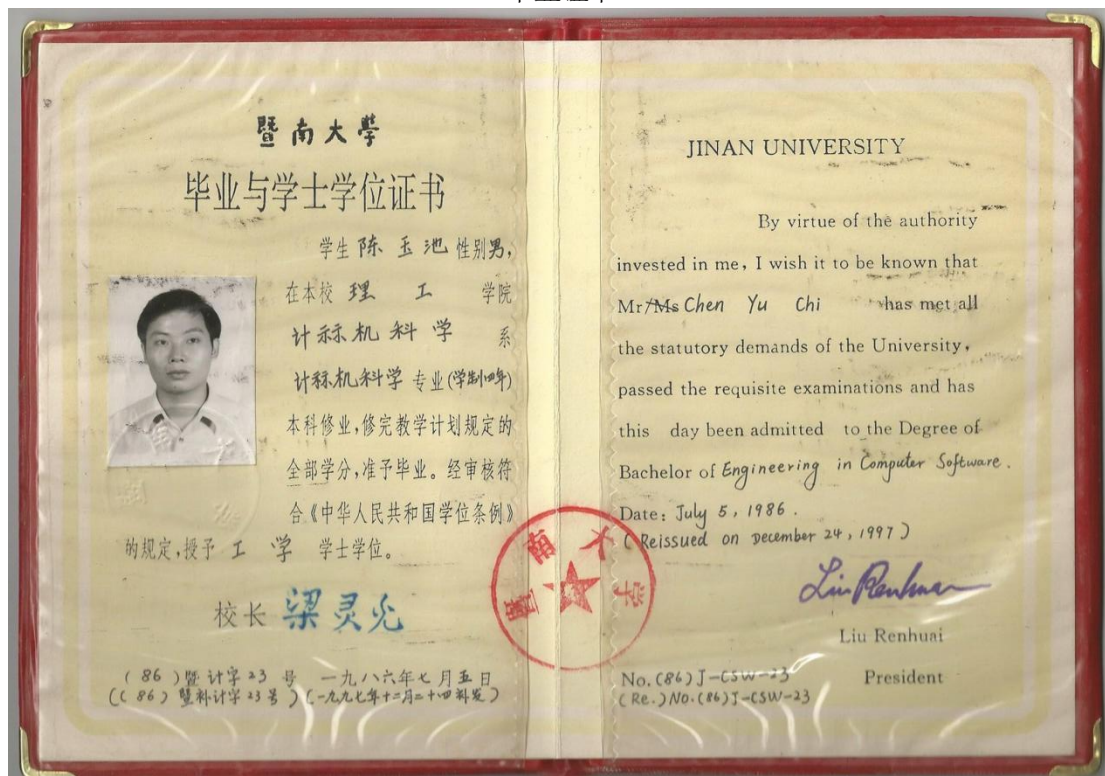 暨南大學
毕业与学士学位证书
学生 陈玉池 性别男,
在本校 理工 学院
计祘机科学 系
计祘机科学 专业(学制四年)
本科修业,修完教学计划规定的
全部学分,准予毕业。经审核符
合《中华人民共和国学位条例》
的规定,授予 工学 学士学位。
校长 梁灵光
(86)暨计字23号 一九八六年七月五日
((86)暨补计字23号)(一九九七年十二月二十四补发)
暨南大学
JINAN UNIVERSITY
By virtue of the authority
invested in me, I wish it to be known that
Mr/Ms Chen Yu Chi has met all
the statutory demands of the University,
passed the requisite examinations and has
this day been admitted to the Degree of
Bachelor of Engineering in Computer Software.
Date: July 5, 1986.
(Reissued on December 24, 1997)
Liu Renhuai
Liu Renhuai
President
No.(86)J-CSW-23
(Re.)NO.(86)J-CSW-23